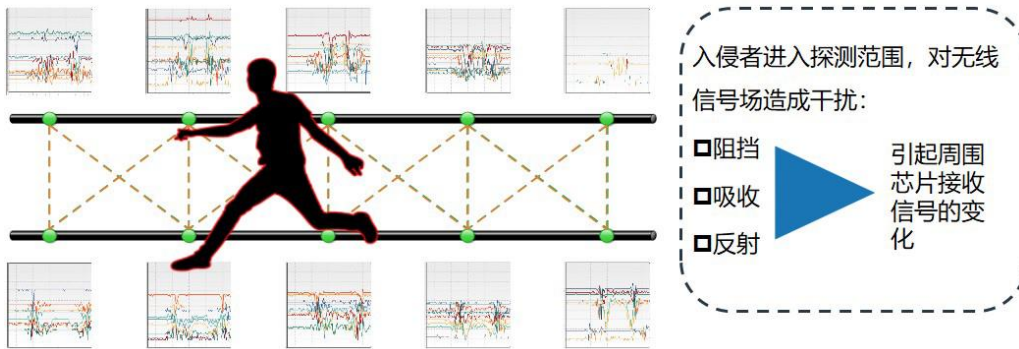 入侵者进入探测范围，对无线
信号场造成干扰：
阻挡
吸收
反射
引起周围
芯片接收
信号的变
化